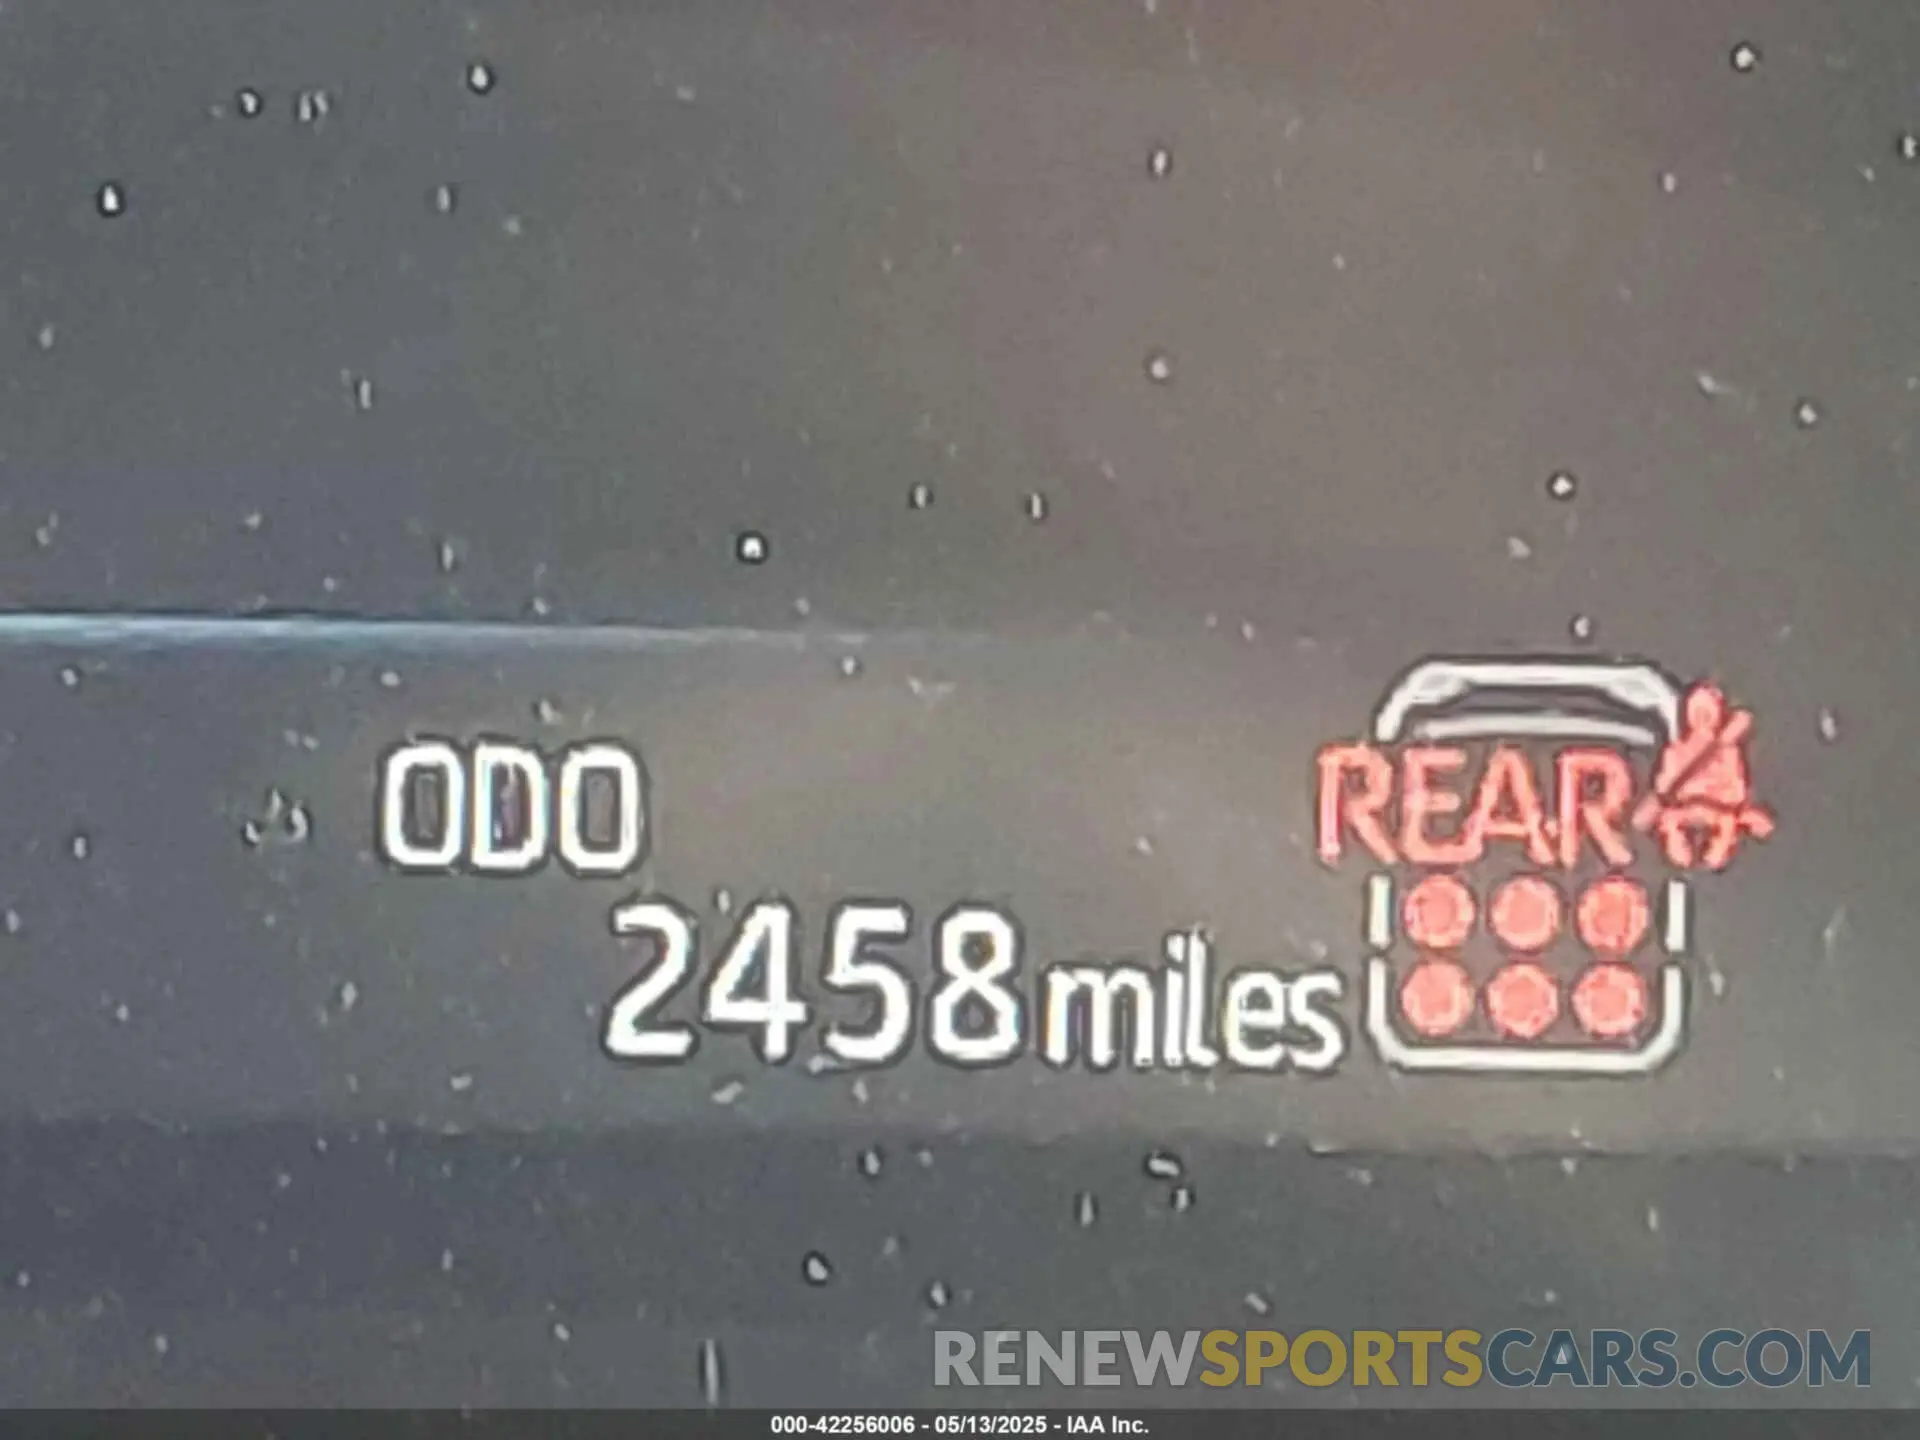 ODO
REAR
2458 miles
RENEWSPORTSCARS.COM
000-42256006 - 05/13/2025 - IAA Inc.